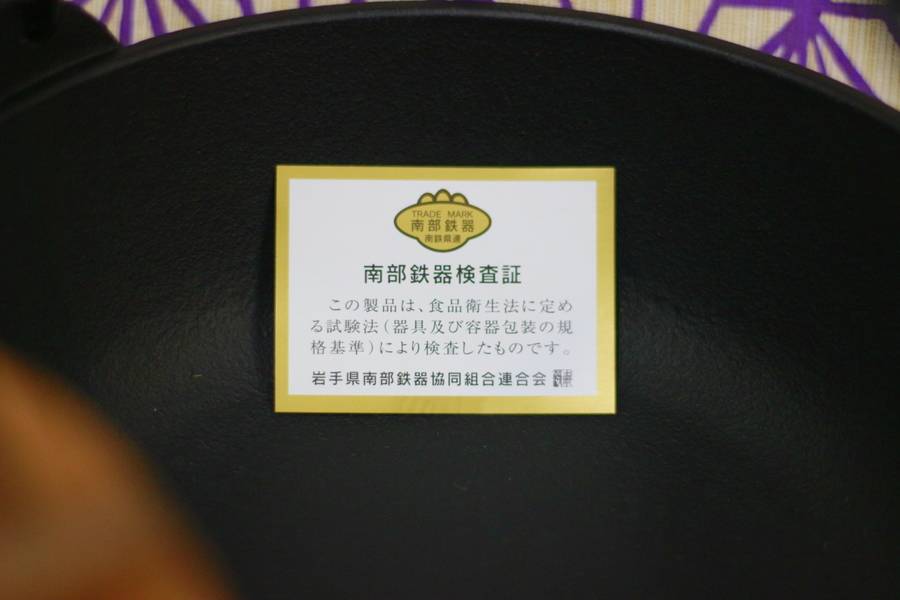 TRADE MARK
南部鉄器
南鉄県連
南部鉄器検査証
この製品は、食品衛生法に定め
る試験法(器具及び容器包装の規
格基準)により検査したものです。
岩手県南部鉄器協同組合連合会